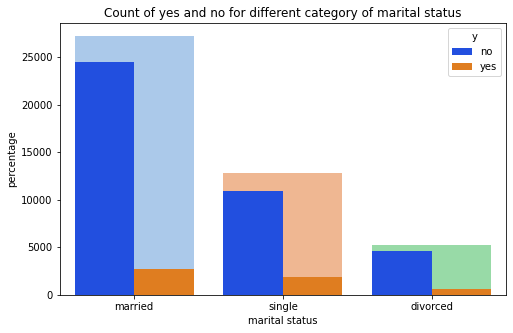 Count of yes and no for different category of marital status
y
no
yes
25000
20000
15000
10000
5000
0
percentage
married single divorced
marital status